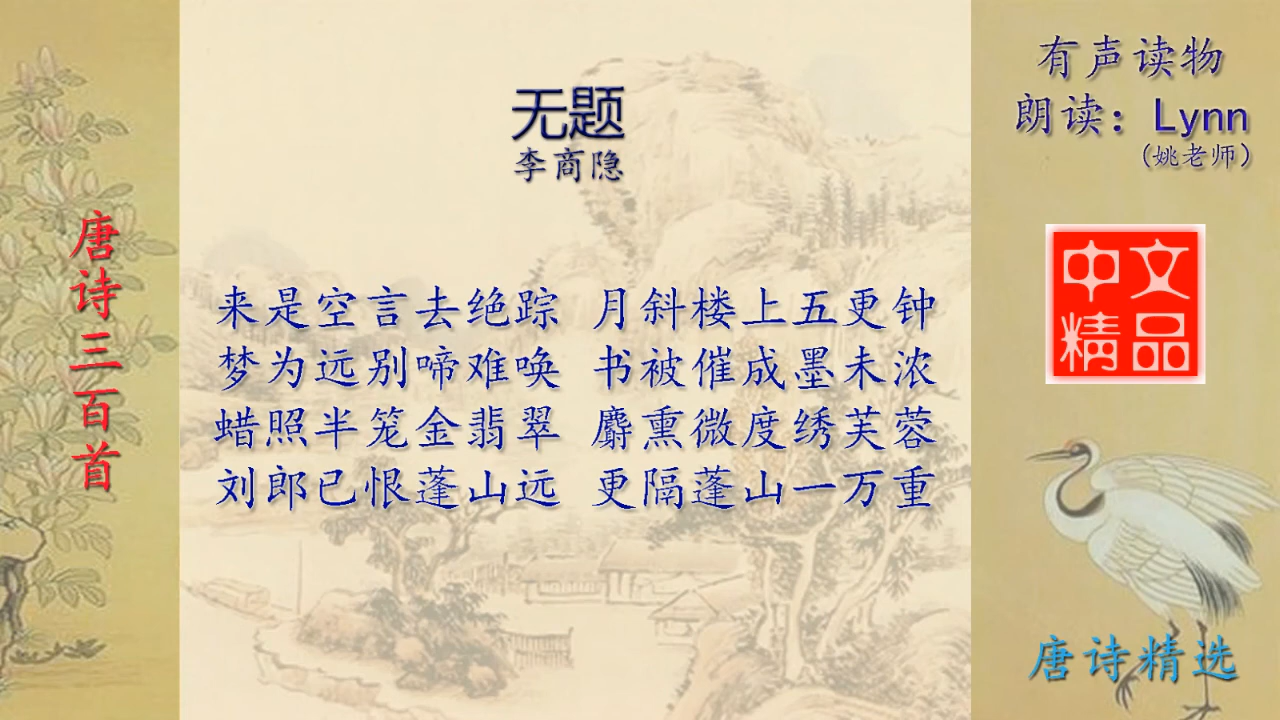 无题
李商隐
来是空言去绝踪 月斜楼上五更钟
梦为远别啼难唤 书被催成墨未浓
蜡照半笼金翡翠 麝熏微度绣芙蓉
刘郎已恨蓬山远 更隔蓬山一万重
唐诗三百首
有声读物
朗读：Lynn
（姚老师）
中文
精品
唐诗精选